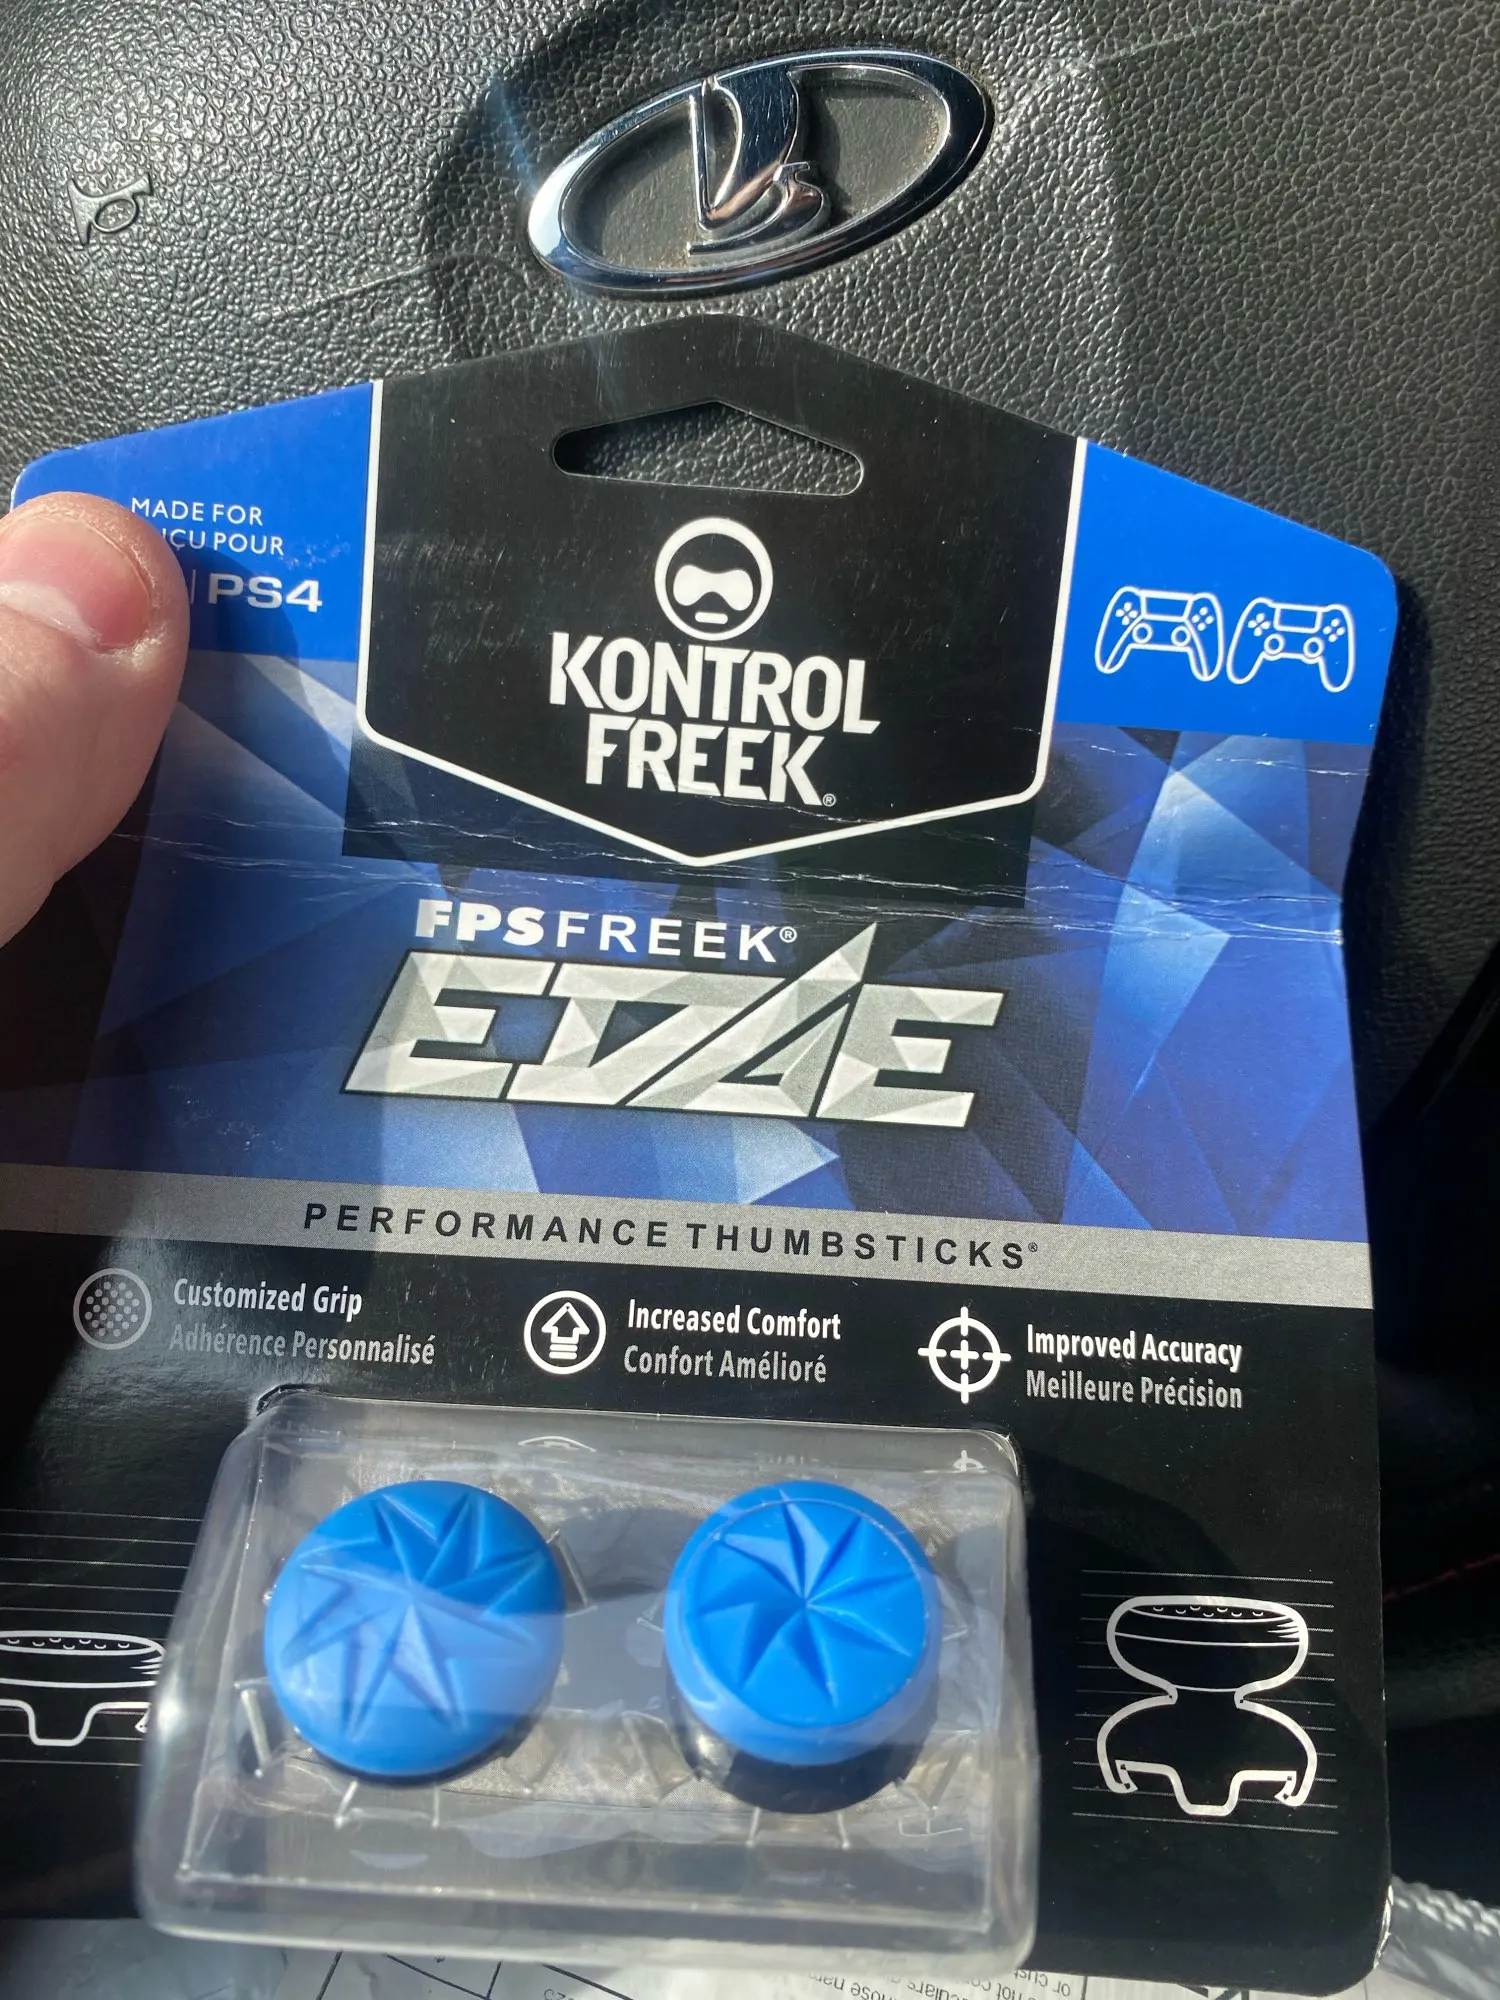 MADE FOR
POUR
PS4
KONTROL
FREEK®
FPSFREEK®
EDGE
PERFORMANCE THUMBSTICKS®
Customized Grip
Adhérence Personnalisé
Increased Comfort
Confort Amélioré
Improved Accuracy
Meilleure Précision